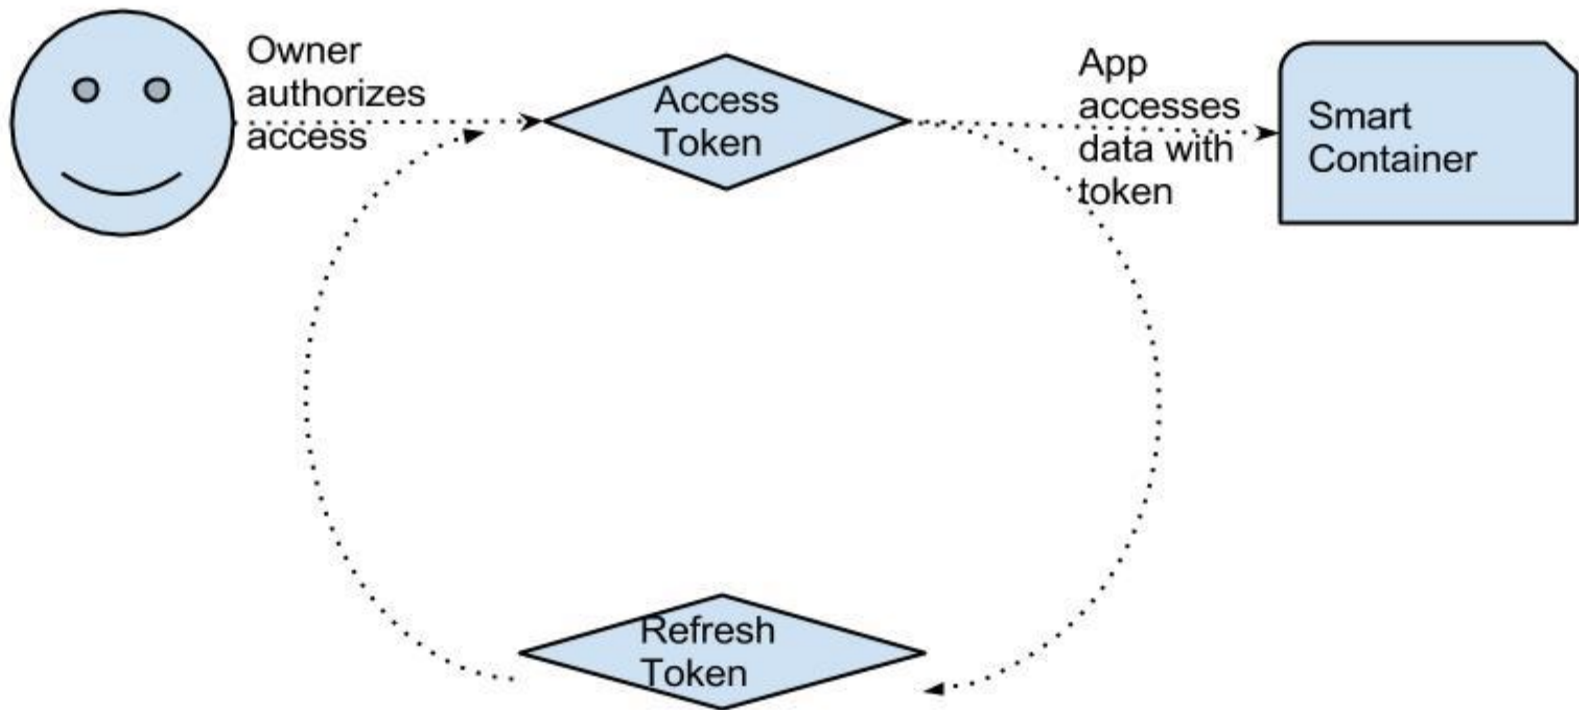 Owner
authorizes
access
Access
Token
App
accesses
data with
token
Smart
Container
Refresh
Token